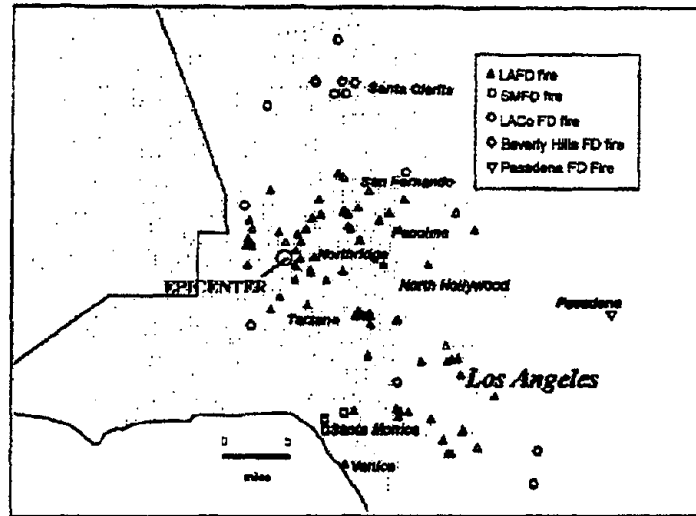 LAFD fire
SMFD fire
LACo FD fire
Beverly Hills FD fire
Pasadena FD Fire
Santa Clarita
San Fernando
Pacoima
Northridge
EPICENTER
North Hollywood
Tarzana
Pasadena
Los Angeles
Santa Monica
Venice
miles